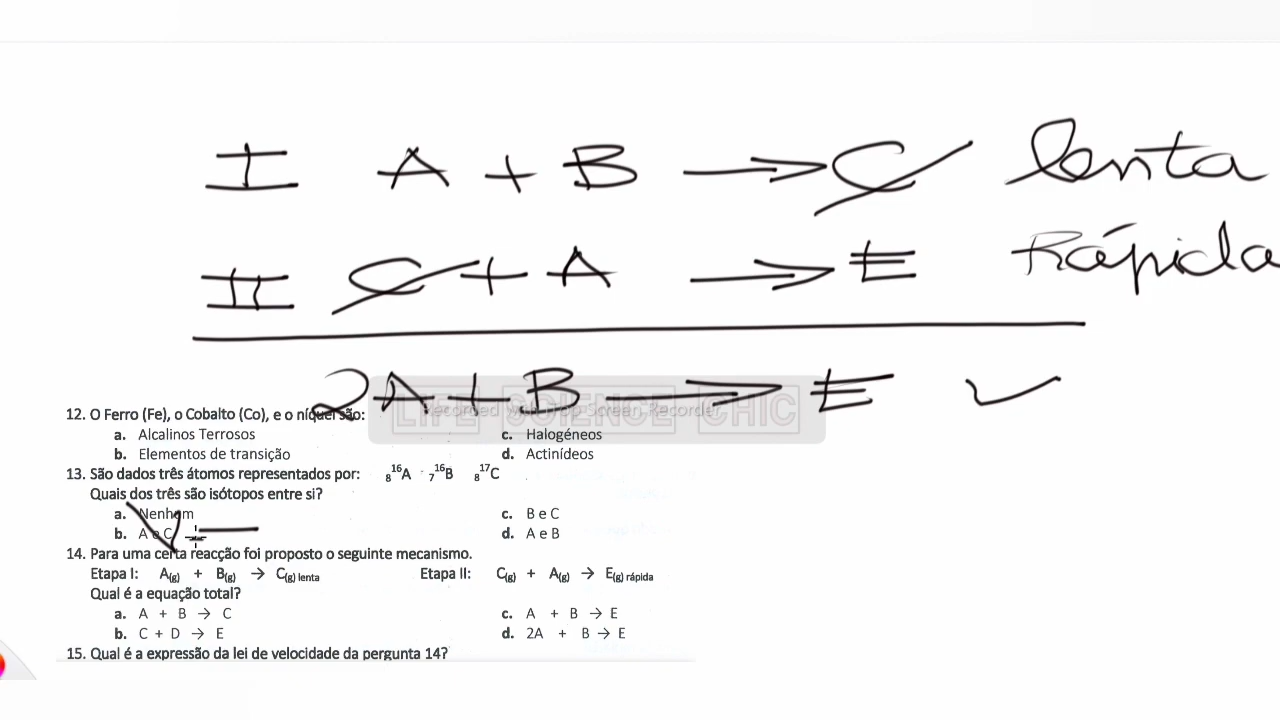 I A + B → C lenta
II C + A → E Rápida
2A + B → E ✓
LIFE SCIENCE CHIC
12. O Ferro (Fe), o Cobalto (Co), e o níquel são:
a. Alcalinos Terrosos c. Halogéneos
b. Elementos de transição d. Actinídeos
13. São dados três átomos representados por: ₈¹⁶A ₇¹⁶B ₈¹⁷C
Quais dos três são isótopos entre si?
a. Nenhum c. B e C
b. A e C d. A e B
14. Para uma certa reacção foi proposto o seguinte mecanismo.
Etapa I: A(g) + B(g) → C(g) lenta Etapa II: C(g) + A(g) → E(g) rápida
Qual é a equação total?
a. A + B → C c. A + B → E
b. C + D → E d. 2A + B → E
15. Qual é a expressão da lei de velocidade da pergunta 14?
V =